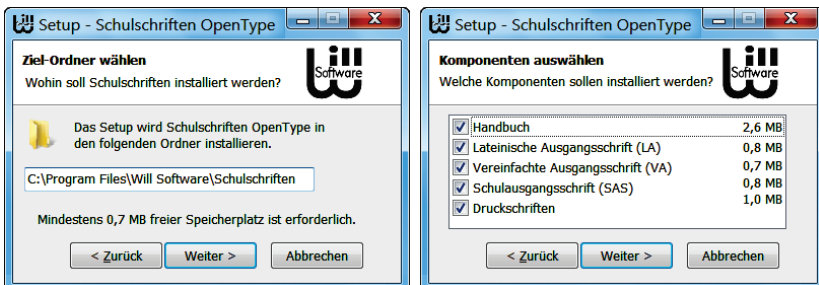 Setup - Schulschriften OpenType
Ziel-Ordner wählen
Wohin soll Schulschriften installiert werden?
Will Software
Das Setup wird Schulschriften OpenType in
den folgenden Ordner installieren.
C:\Program Files\Will Software\Schulschriften
Mindestens 0,7 MB freier Speicherplatz ist erforderlich.
< Zurück Weiter > Abbrechen
Setup - Schulschriften OpenType
Komponenten auswählen
Welche Komponenten sollen installiert werden?
Will Software
Handbuch 2,6 MB
Lateinische Ausgangsschrift (LA) 0,8 MB
Vereinfachte Ausgangsschrift (VA) 0,7 MB
Schulausgangsschrift (SAS) 0,8 MB
Druckschriften 1,0 MB
< Zurück Weiter > Abbrechen